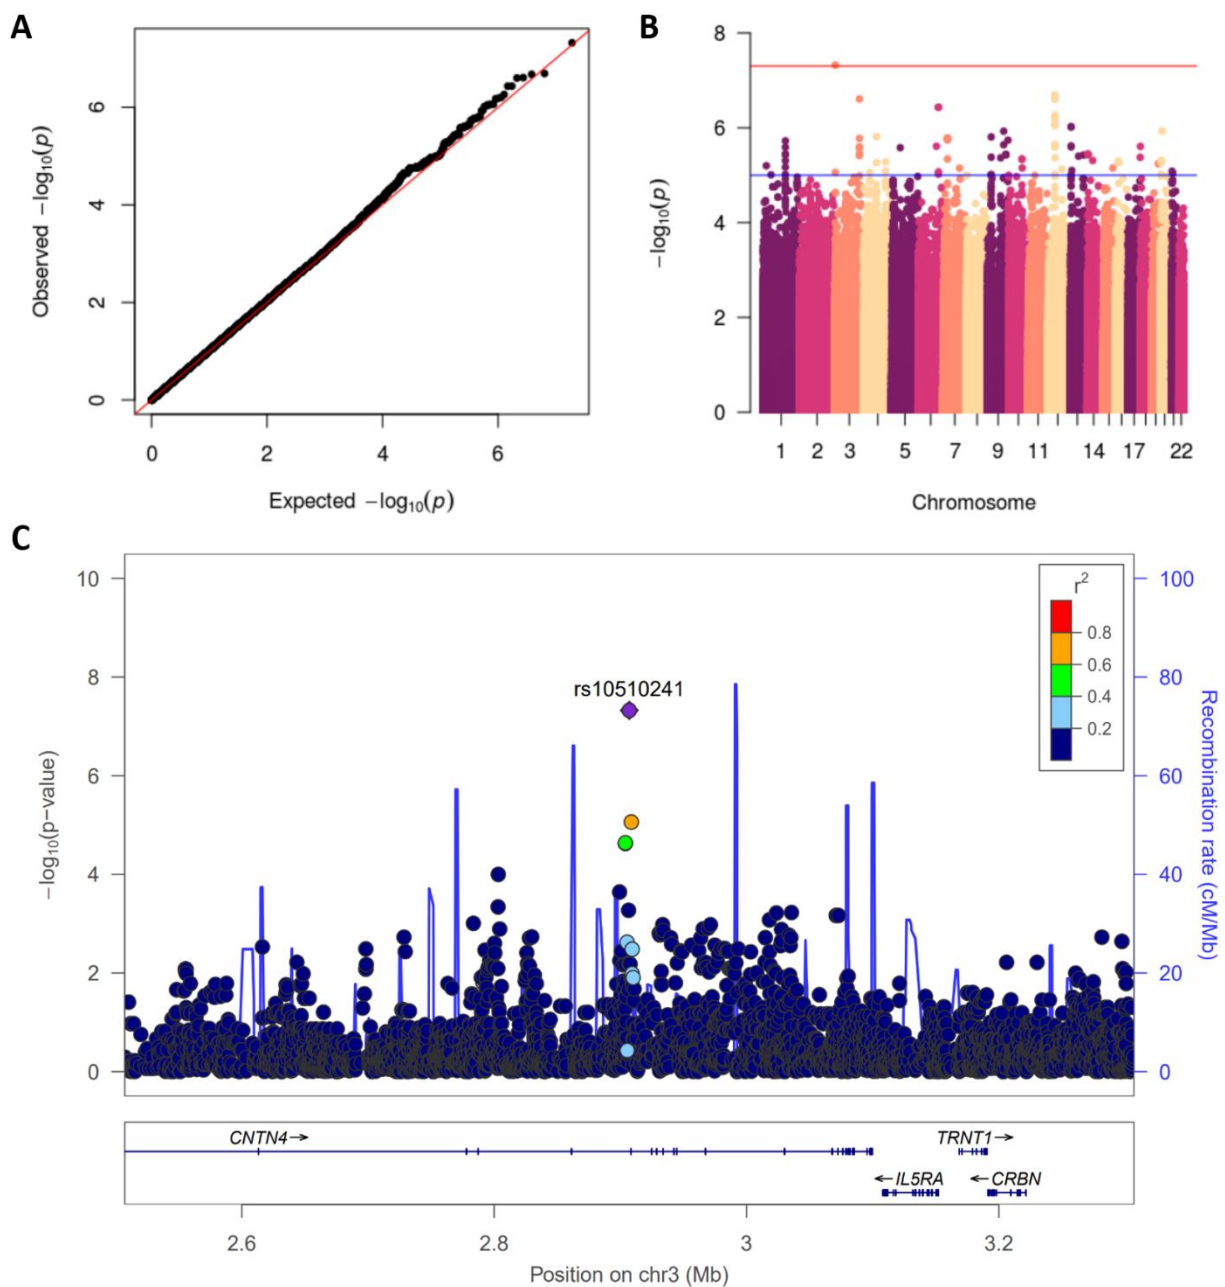 A
Observed −log10(p)
6
4
2
0
0 2 4 6
Expected −log10(p)
B
−log10(p)
8
6
4
2
0
1 2 3 5 7 9 11 14 17 22
Chromosome
C
−log10(p−value)
10
8
6
4
2
0
rs10510241
r2
0.8
0.6
0.4
0.2
100
80
60
40
20
0
Recombination rate (cM/Mb)
CNTN4→
TRNT1→
←IL5RA
←CRBN
2.6 2.8 3 3.2
Position on chr3 (Mb)